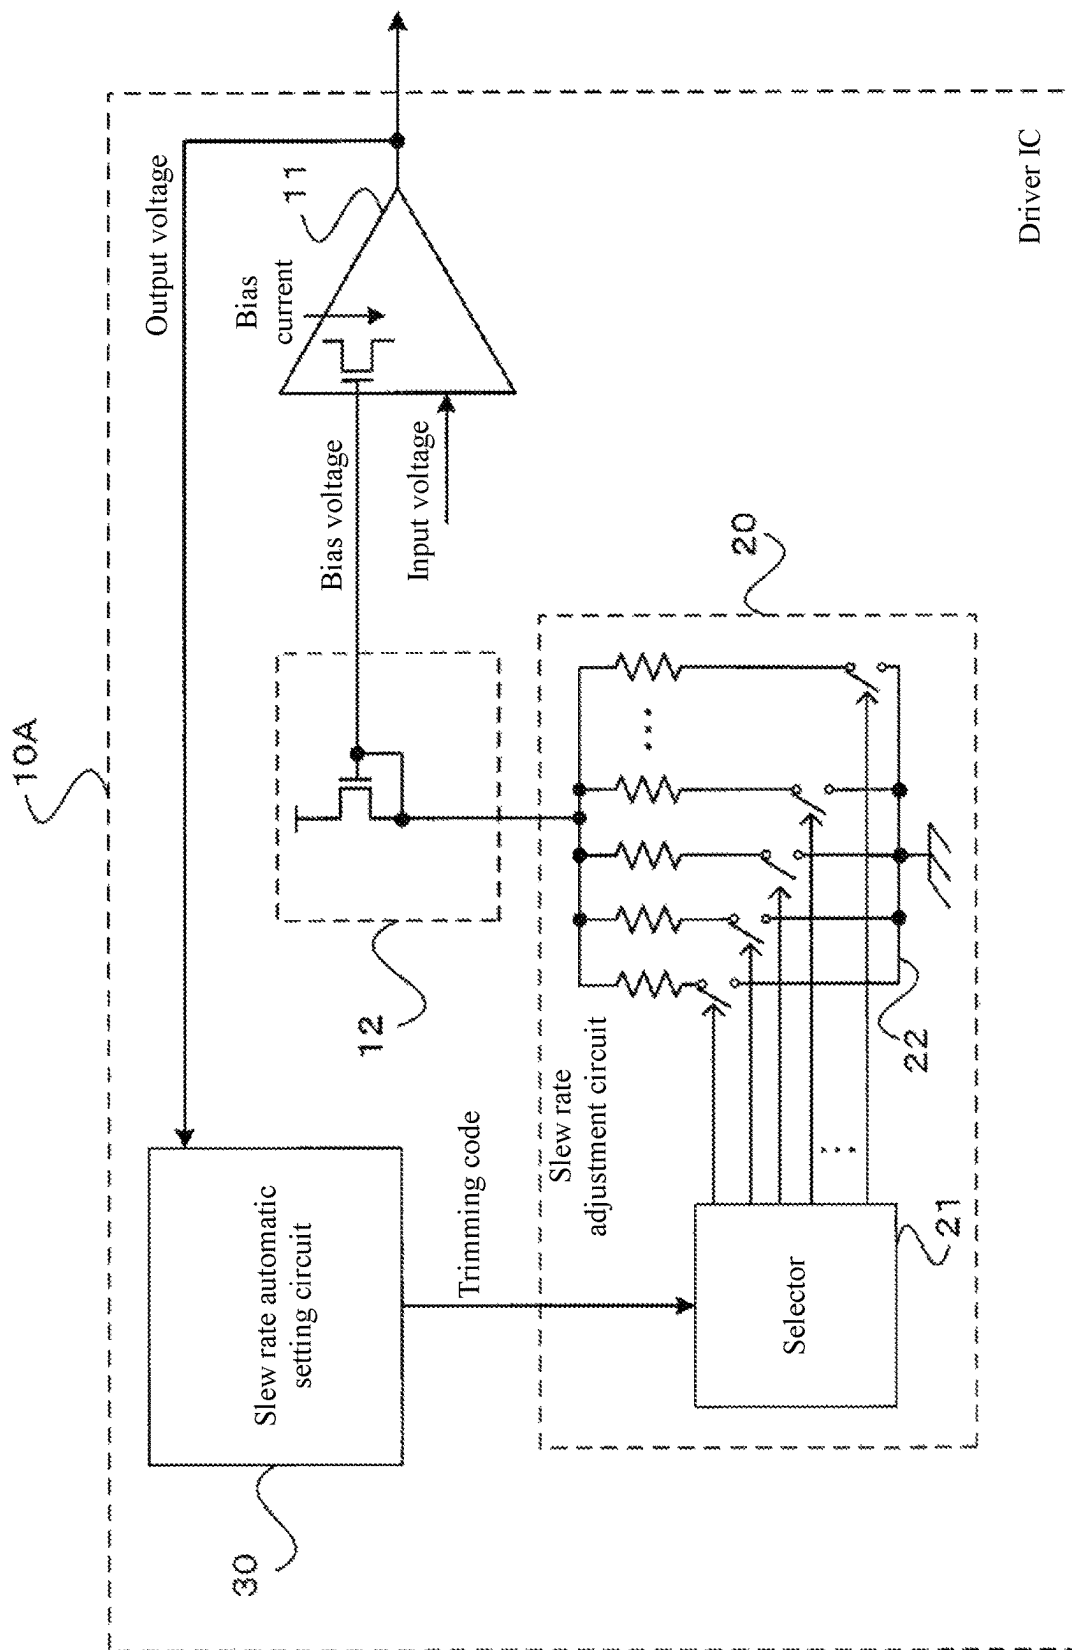 10A
Output voltage
11
Bias
current
Bias voltage
Input voltage
Slew rate automatic
setting circuit
30
12
Trimming code
20
Slew rate
adjustment circuit
Selector
21
22
Driver IC